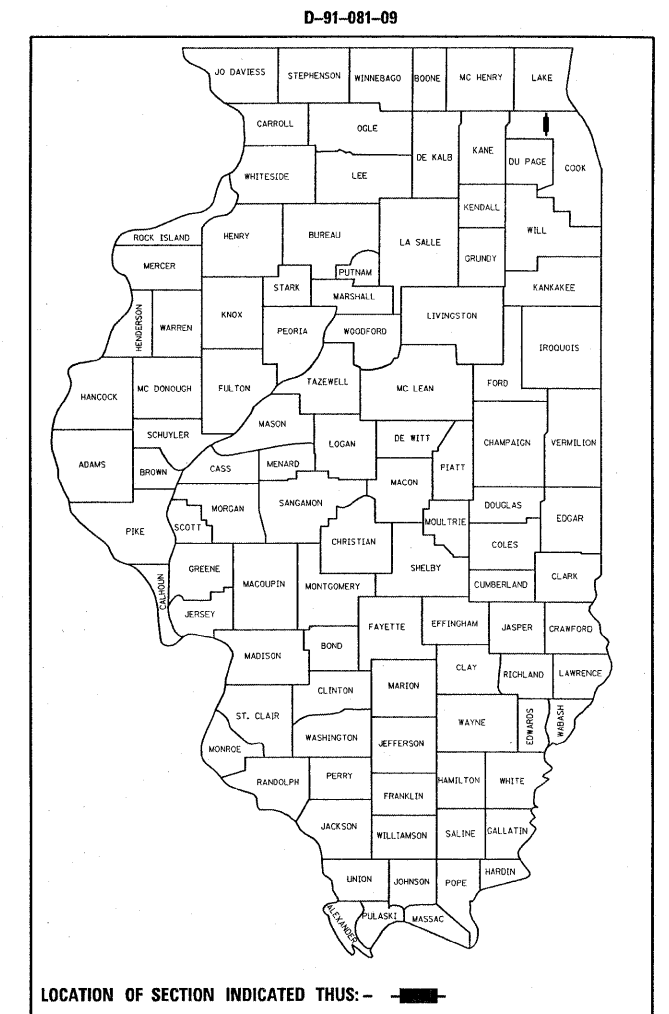 D-91-081-09
JO DAVIESS
STEPHENSON
WINNEBAGO
BOONE
MC HENRY
LAKE
CARROLL
OGLE
DE KALB
KANE
DU PAGE
COOK
WHITESIDE
LEE
KENDALL
ROCK ISLAND
HENRY
BUREAU
LA SALLE
WILL
MERCER
PUTNAM
GRUNDY
STARK
MARSHALL
KANKAKEE
HENDERSON
WARREN
KNOX
PEORIA
WOODFORD
LIVINGSTON
IROQUOIS
HANCOCK
MC DONOUGH
FULTON
TAZEWELL
MC LEAN
FORD
MASON
SCHUYLER
LOGAN
DE WITT
CHAMPAIGN
VERMILION
ADAMS
BROWN
CASS
MENARD
MACON
PIATT
MORGAN
SANGAMON
DOUGLAS
EDGAR
PIKE
SCOTT
CHRISTIAN
MOULTRIE
COLES
GREENE
MACOUPIN
MONTGOMERY
SHELBY
CUMBERLAND
CLARK
CALHOUN
JERSEY
FAYETTE
EFFINGHAM
JASPER
CRAWFORD
MADISON
BOND
CLAY
RICHLAND
LAWRENCE
CLINTON
MARION
ST. CLAIR
WAYNE
EDWARDS
WABASH
WASHINGTON
JEFFERSON
MONROE
RANDOLPH
PERRY
HAMILTON
WHITE
FRANKLIN
JACKSON
WILLIAMSON
SALINE
GALLATIN
UNION
JOHNSON
POPE
HARDIN
ALEXANDER
PULASKI
MASSAC
LOCATION OF SECTION INDICATED THUS: -